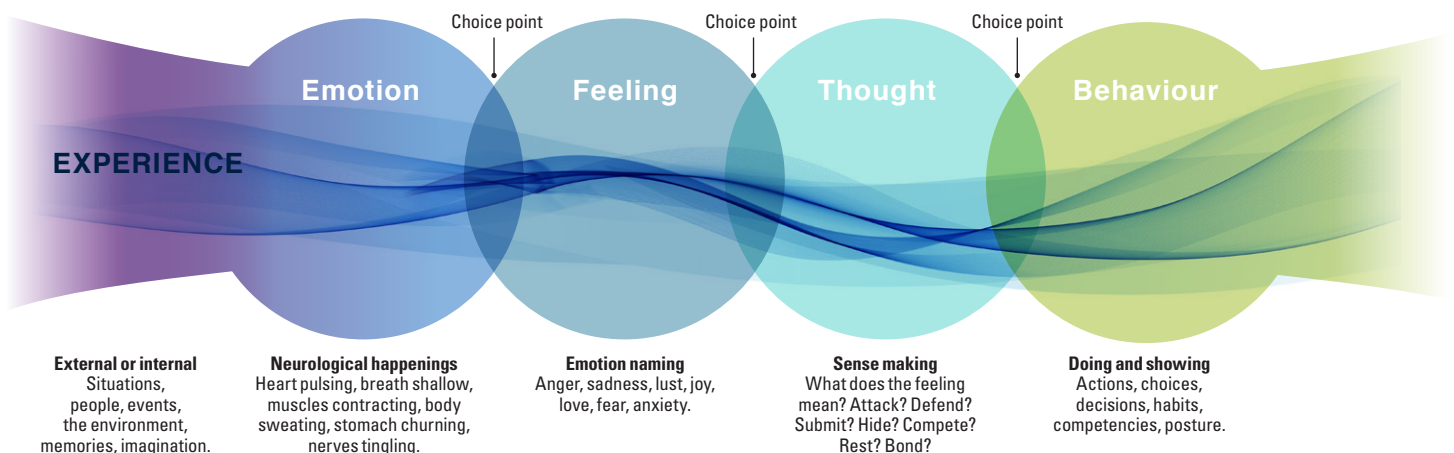 Choice point
Choice point
Choice point
Emotion
Feeling
Thought
Behaviour
EXPERIENCE
External or internal
Situations,
people, events,
the environment,
memories, imagination.
Neurological happenings
Heart pulsing, breath shallow,
muscles contracting, body
sweating, stomach churning,
nerves tingling.
Emotion naming
Anger, sadness, lust, joy,
love, fear, anxiety.
Sense making
What does the feeling
mean? Attack? Defend?
Submit? Hide? Compete?
Rest? Bond?
Doing and showing
Actions, choices,
decisions, habits,
competencies, posture.